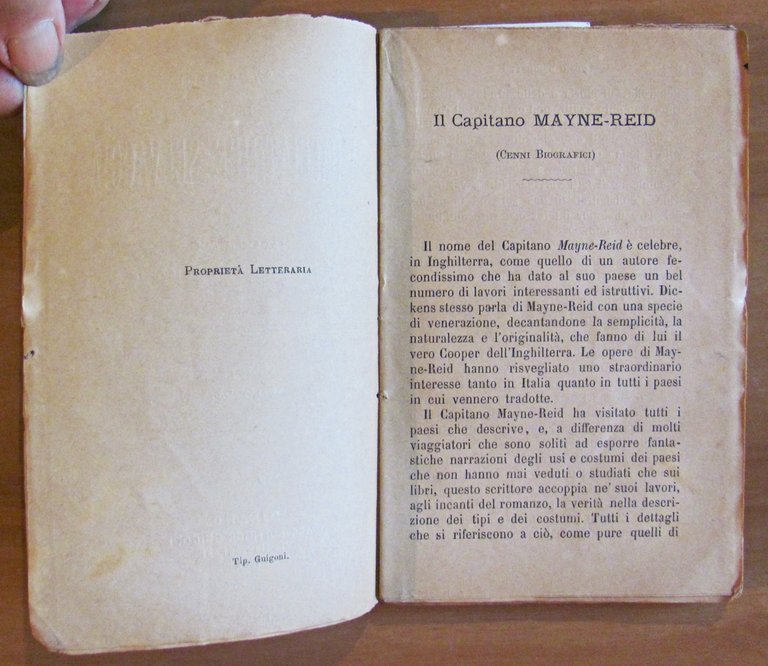 Proprietà Letteraria
Tip. Guigoni.
Il Capitano MAYNE-REID
(Cenni Biografici)
Il nome del Capitano Mayne-Reid è celebre,
in Inghilterra, come quello di un autore fe-
condissimo che ha dato al suo paese un bel
numero di lavori interessanti ed istruttivi. Dic-
kens stesso parla di Mayne-Reid con una specie
di venerazione, decantandone la semplicità, la
naturalezza e l'originalità, che fanno di lui il
vero Cooper dell'Inghilterra. Le opere di May-
ne-Reid hanno risvegliato uno straordinario
interesse tanto in Italia quanto in tutti i paesi
in cui vennero tradotte.
Il Capitano Mayne-Reid ha visitato tutti i
paesi che descrive, e, a differenza di molti
viaggiatori che sono soliti ad esporre fanta-
stiche narrazioni degli usi e costumi dei paesi
che non hanno mai veduti o studiati che sui
libri, questo scrittore accoppia ne' suoi lavori,
agli incanti del romanzo, la verità nella descri-
zione dei tipi e dei costumi. Tutti i dettagli
che si riferiscono a ciò, come pure quelli di